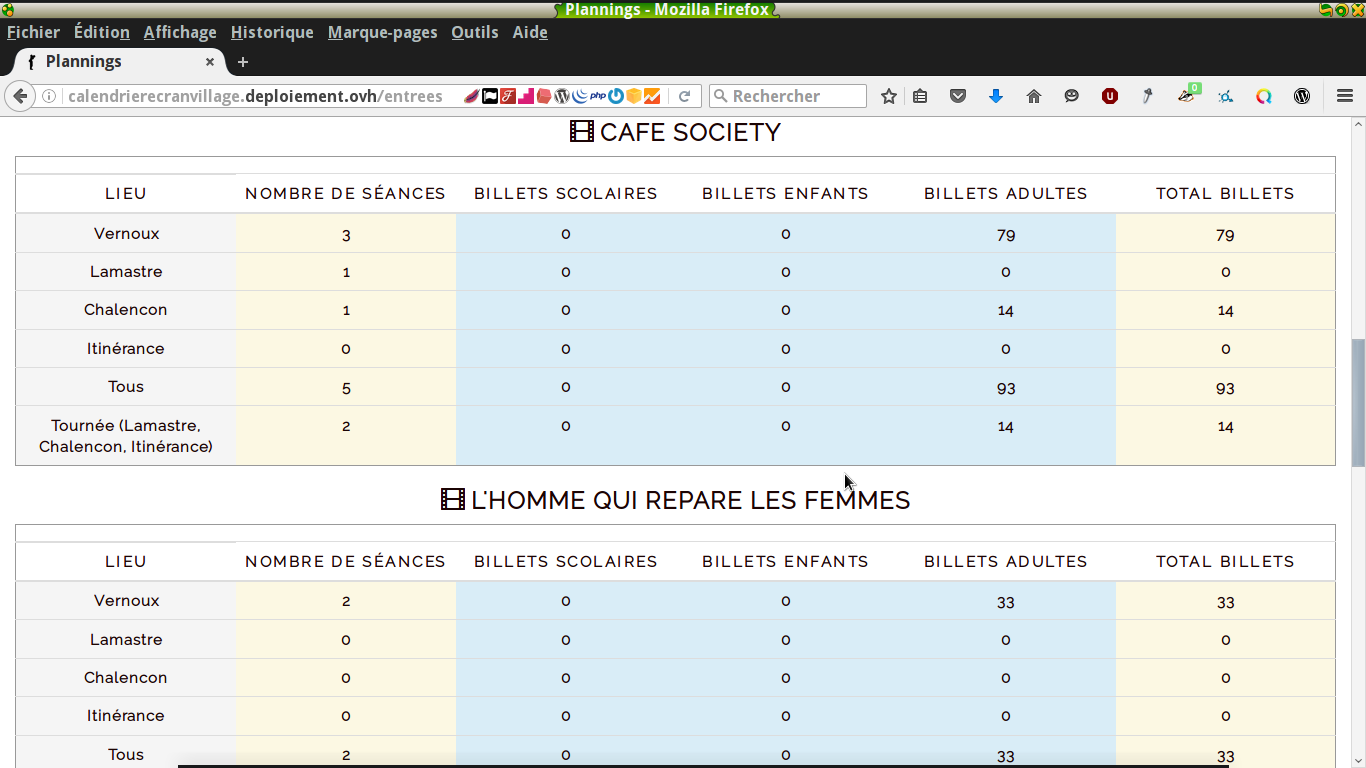 Plannings - Mozilla Firefox
Fichier Édition Affichage Historique Marque-pages Outils Aide
Plannings × +
calendrierecranvillage.deploiement.ovh/entrees php Rechercher 0
CAFE SOCIETY
LIEU NOMBRE DE SÉANCES BILLETS SCOLAIRES BILLETS ENFANTS BILLETS ADULTES TOTAL BILLETS
Vernoux 3 0 0 79 79
Lamastre 1 0 0 0 0
Chalencon 1 0 0 14 14
Itinérance 0 0 0 0 0
Tous 5 0 0 93 93
Tournée (Lamastre, 2 0 0 14 14
Chalencon, Itinérance)
L'HOMME QUI REPARE LES FEMMES
LIEU NOMBRE DE SÉANCES BILLETS SCOLAIRES BILLETS ENFANTS BILLETS ADULTES TOTAL BILLETS
Vernoux 2 0 0 33 33
Lamastre 0 0 0 0 0
Chalencon 0 0 0 0 0
Itinérance 0 0 0 0 0
Tous 2 0 0 33 33